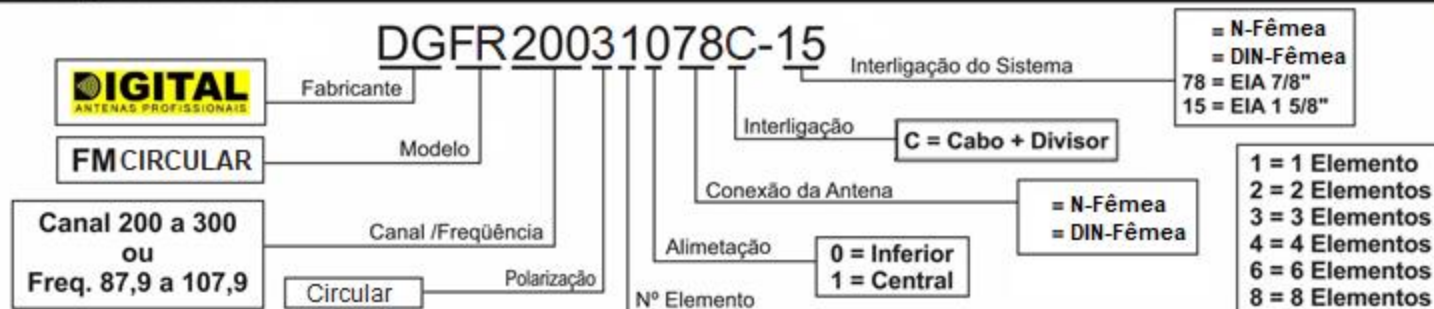 DGFR20031078C-15
DIGITAL
ANTENAS PROFISSIONAIS
Fabricante
Interligação do Sistema
= N-Fêmea
= DIN-Fêmea
78 = EIA 7/8"
15 = EIA 1 5/8"
FM CIRCULAR
Modelo
Interligação
C = Cabo + Divisor
Conexão da Antena
= N-Fêmea
= DIN-Fêmea
Canal 200 a 300
ou
Freq. 87,9 a 107,9
Canal /Freqüência
Alimetação
0 = Inferior
1 = Central
Circular
Polarização
Nº Elemento
1 = 1 Elemento
2 = 2 Elementos
3 = 3 Elementos
4 = 4 Elementos
6 = 6 Elementos
8 = 8 Elementos